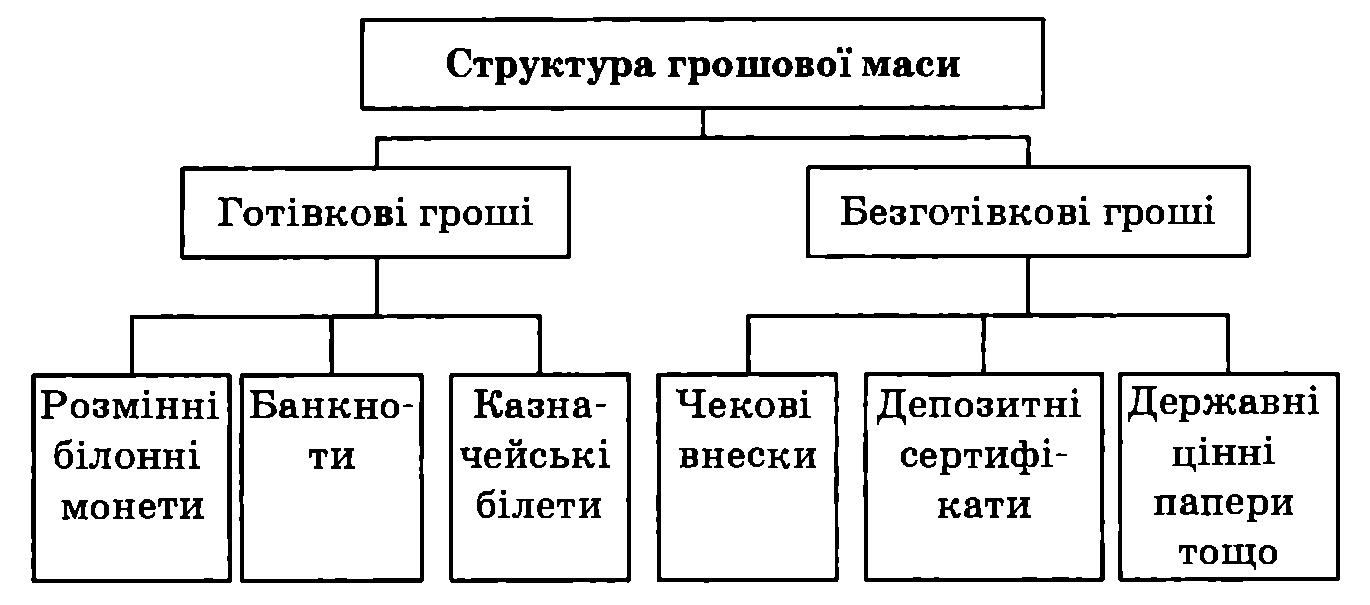 Структура грошової маси
Готівкові гроші
Безготівкові гроші
Розмінні
білонні
монети
Банкно-
ти
Казна-
чейські
білети
Чекові
внески
Депозитні
сертифі-
кати
Державні
цінні
папери
тощо